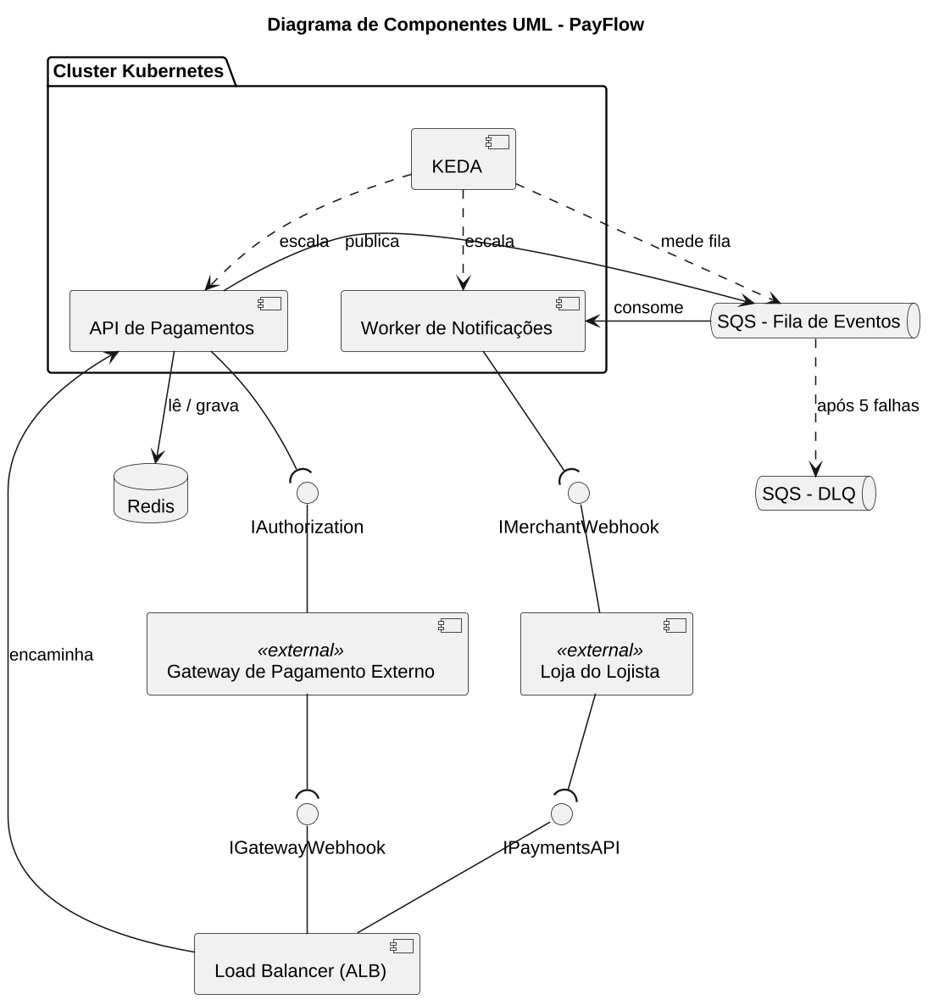 Diagrama de Componentes UML - PayFlow
Cluster Kubernetes
KEDA
escala
publica
escala
mede fila
API de Pagamentos
Worker de Notificações
consome
SQS - Fila de Eventos
lê / grava
após 5 falhas
Redis
SQS - DLQ
IAuthorization
IMerchantWebhook
encaminha
«external»
Gateway de Pagamento Externo
«external»
Loja do Lojista
IGatewayWebhook
IPaymentsAPI
Load Balancer (ALB)